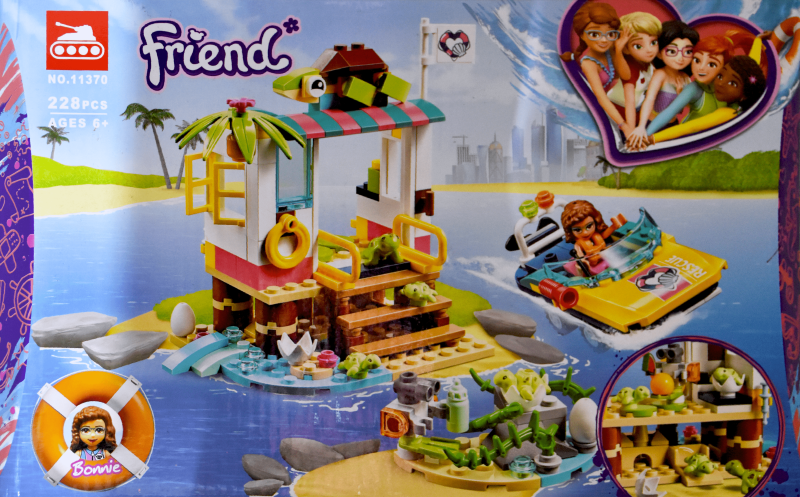 Friend
NO.11370
228PCS
AGES 6+
RESCUE
Bonnie